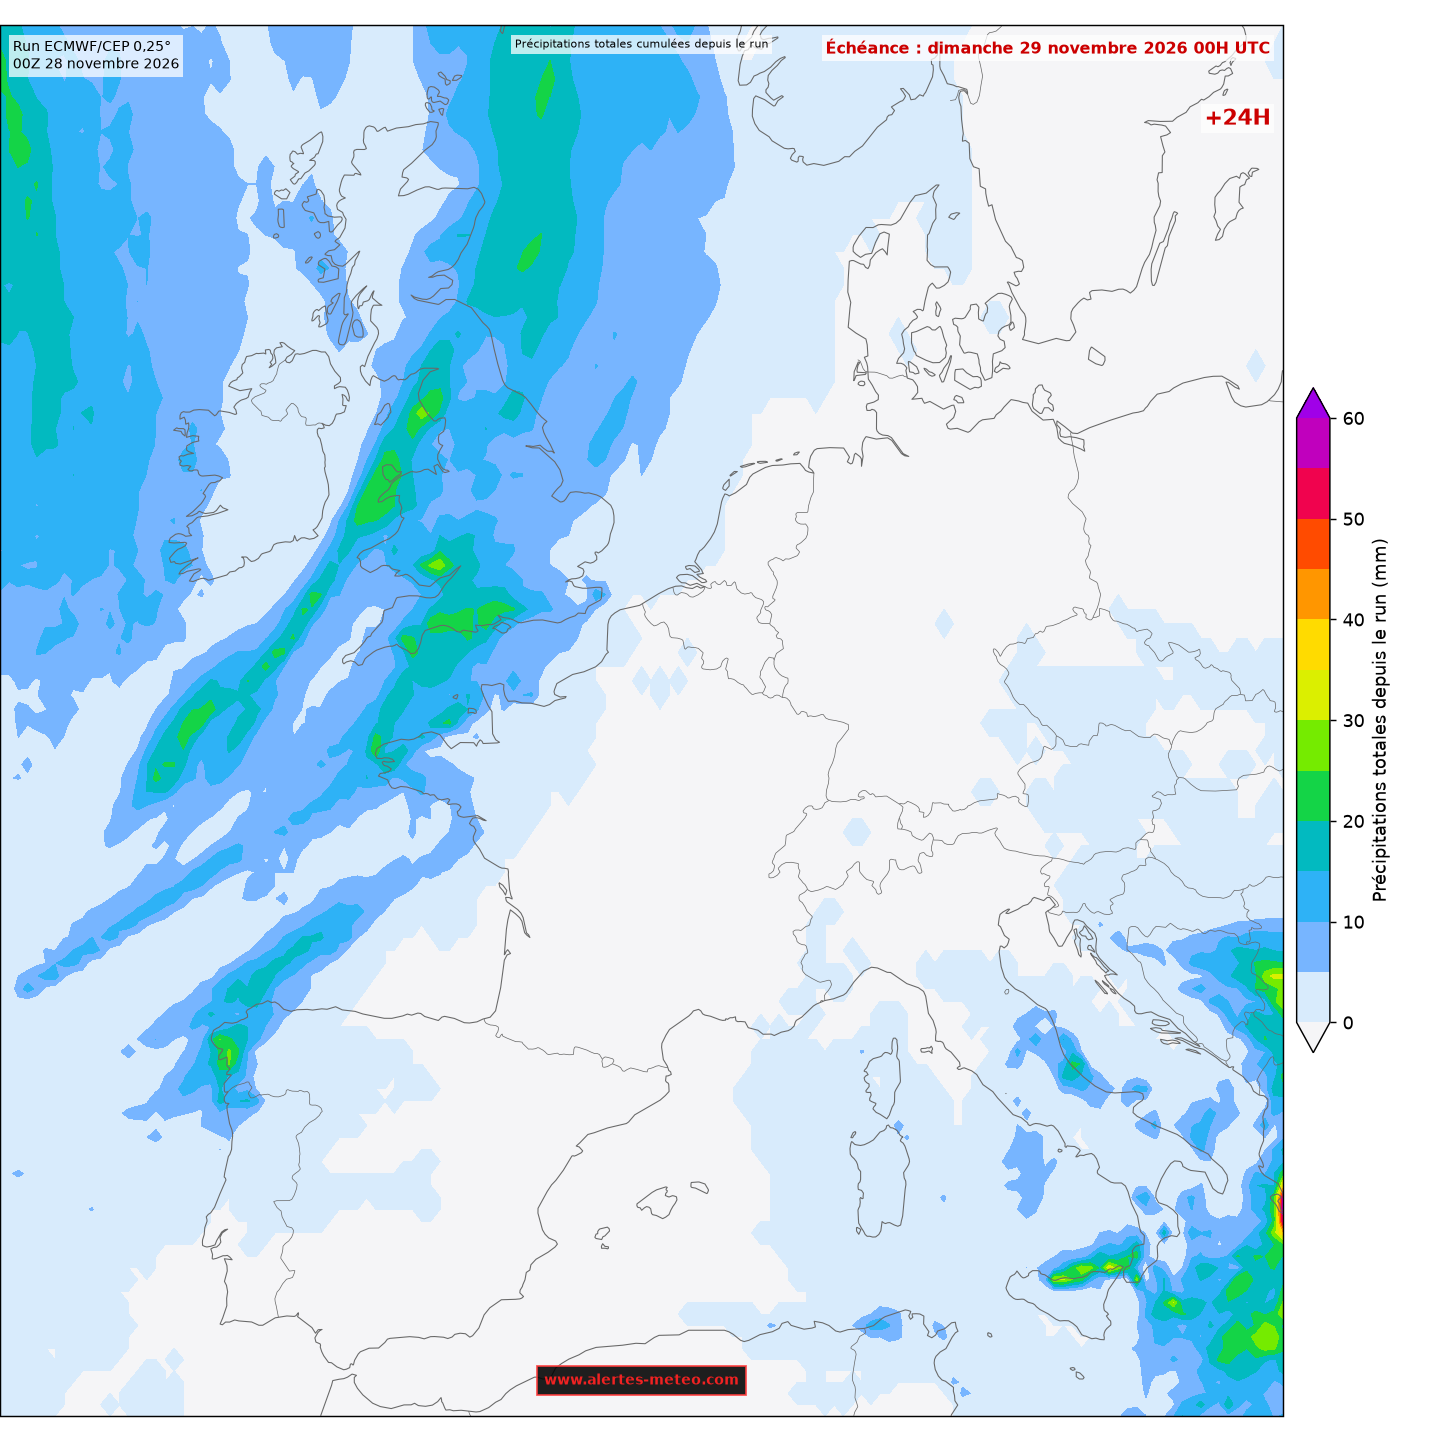 Run ECMWF/CEP 0,25°
00Z 28 novembre 2026
Précipitations totales cumulées depuis le run
Échéance : dimanche 29 novembre 2026 00H UTC
+24H
60
50
40
30
20
10
0
Précipitations totales depuis le run (mm)
www.alertes-meteo.com